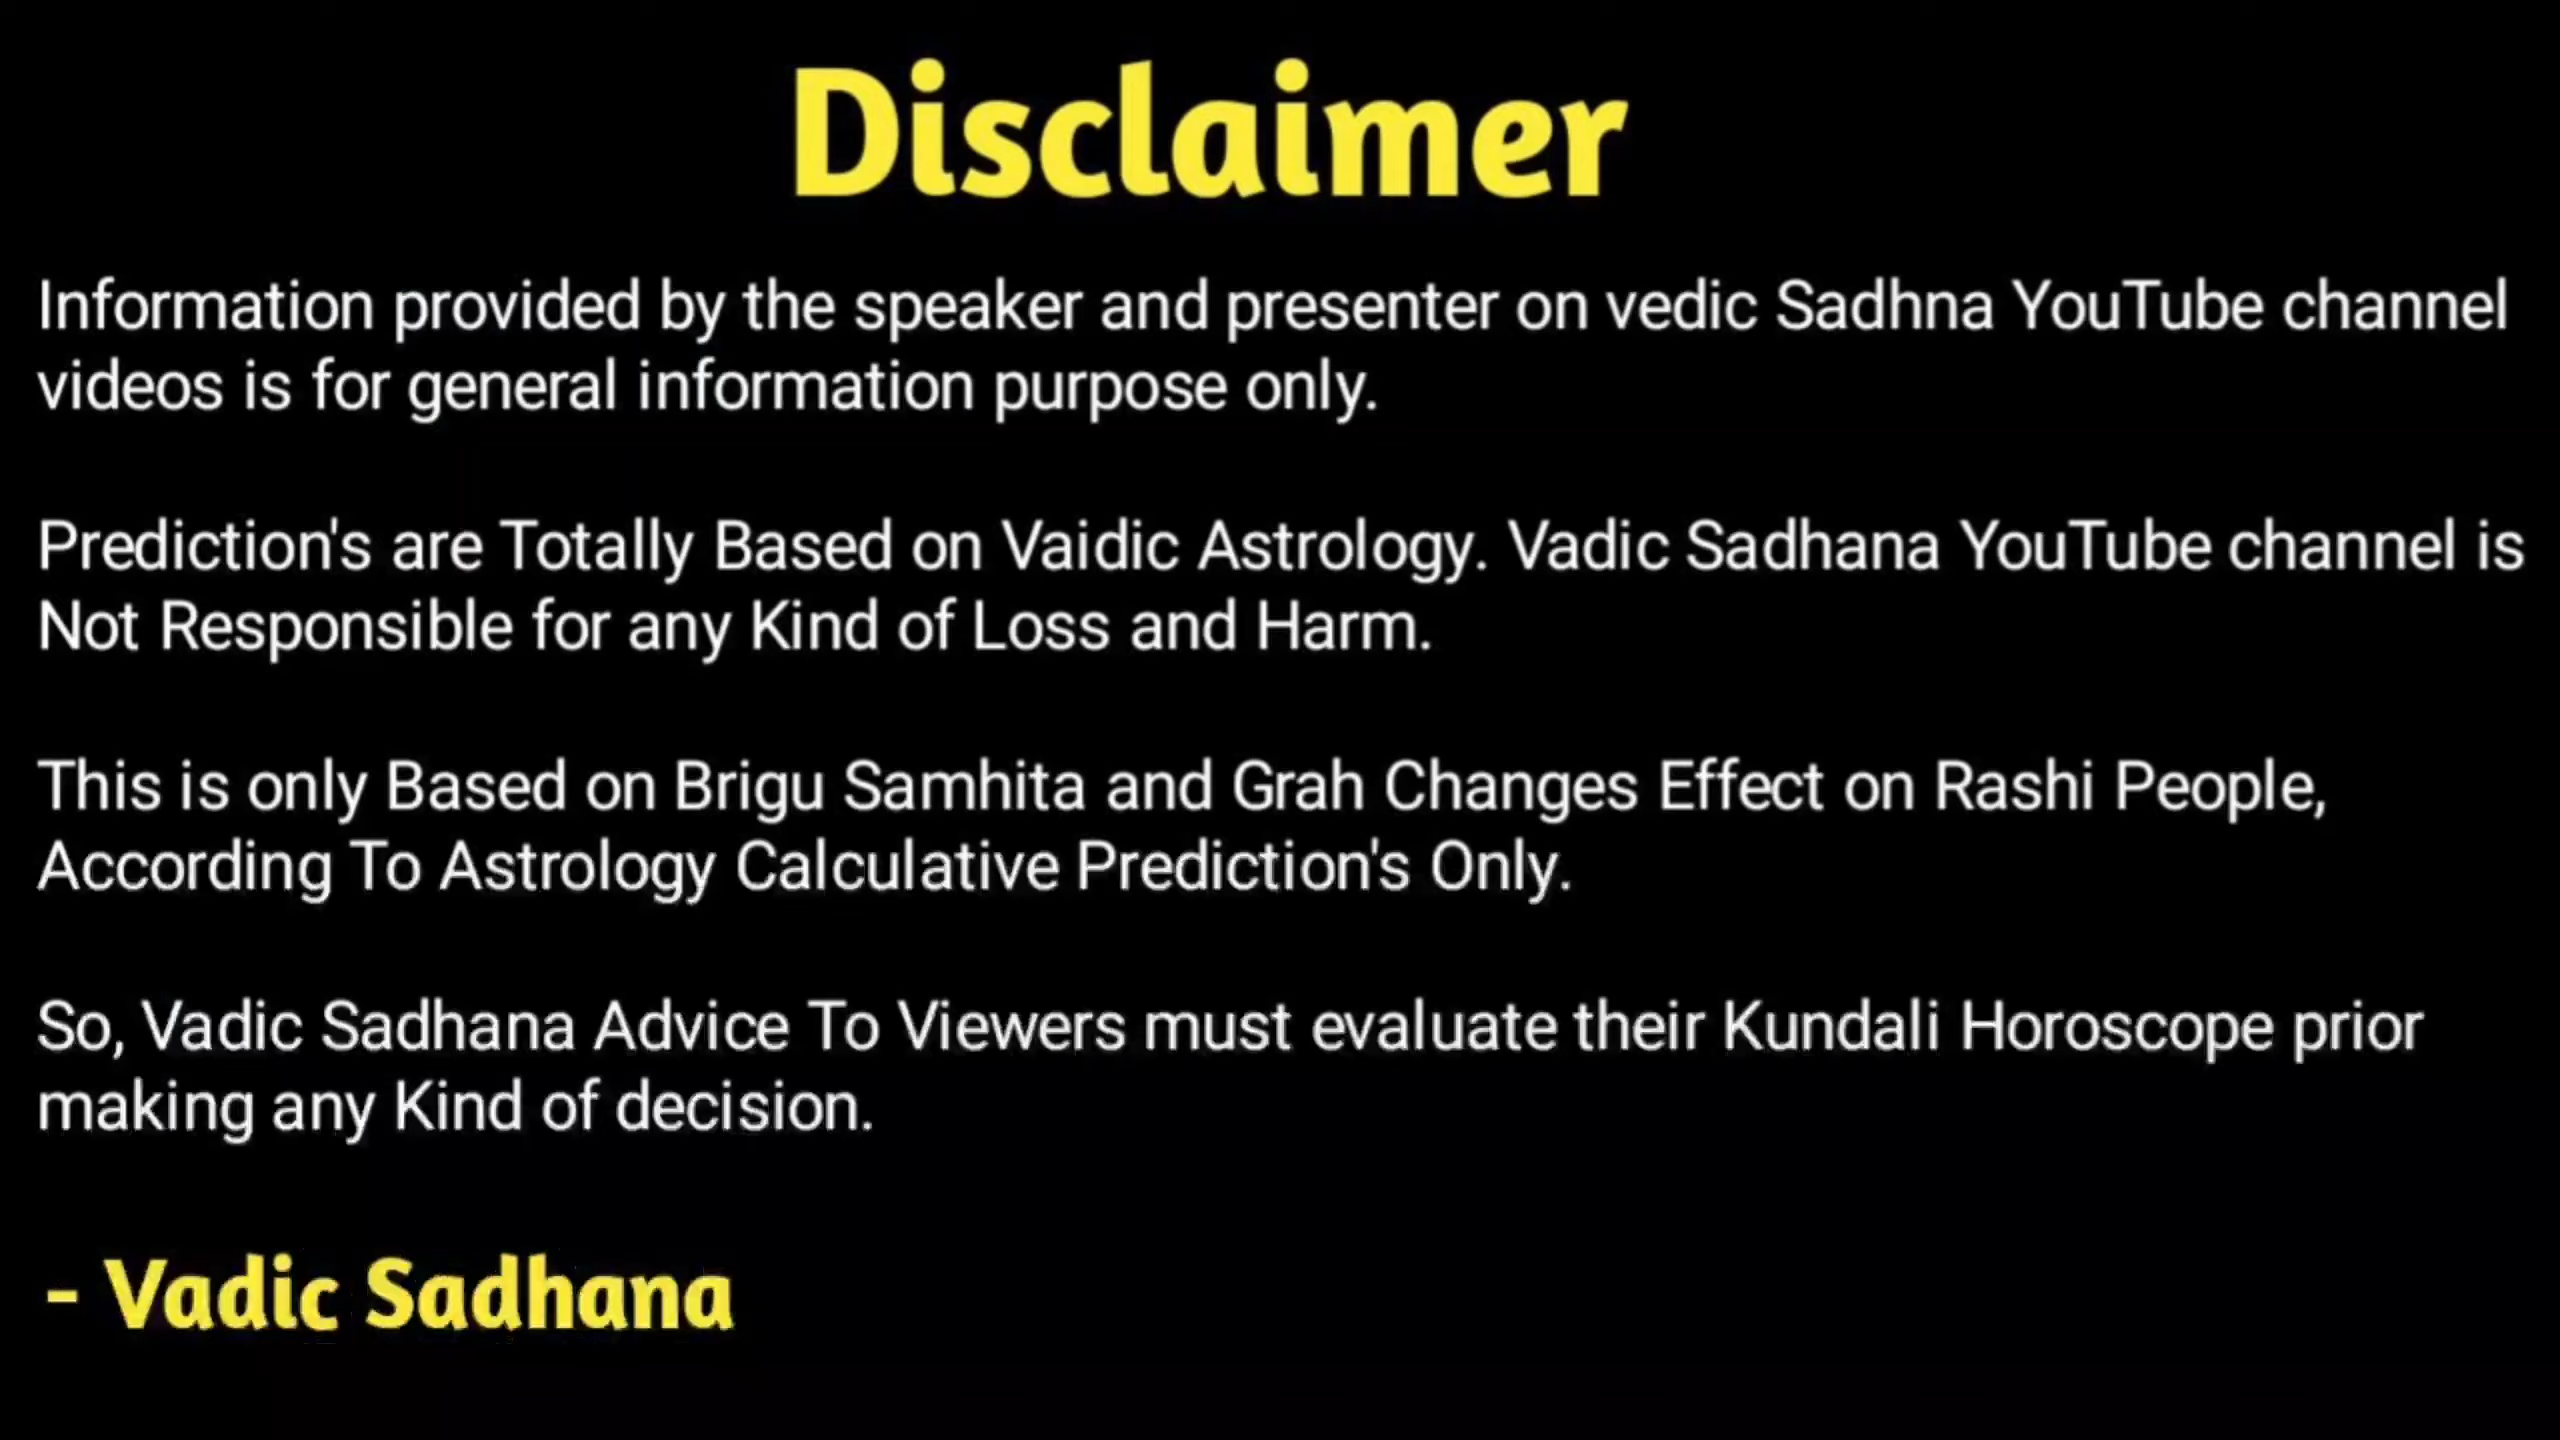 Disclaimer
Information provided by the speaker and presenter on vedic Sadhna YouTube channel
videos is for general information purpose only.
Prediction's are Totally Based on Vaidic Astrology. Vadic Sadhana YouTube channel is
Not Responsible for any Kind of Loss and Harm.
This is only Based on Brigu Samhita and Grah Changes Effect on Rashi People,
According To Astrology Calculative Prediction's Only.
So, Vadic Sadhana Advice To Viewers must evaluate their Kundali Horoscope prior
making any Kind of decision.
- Vadic Sadhana